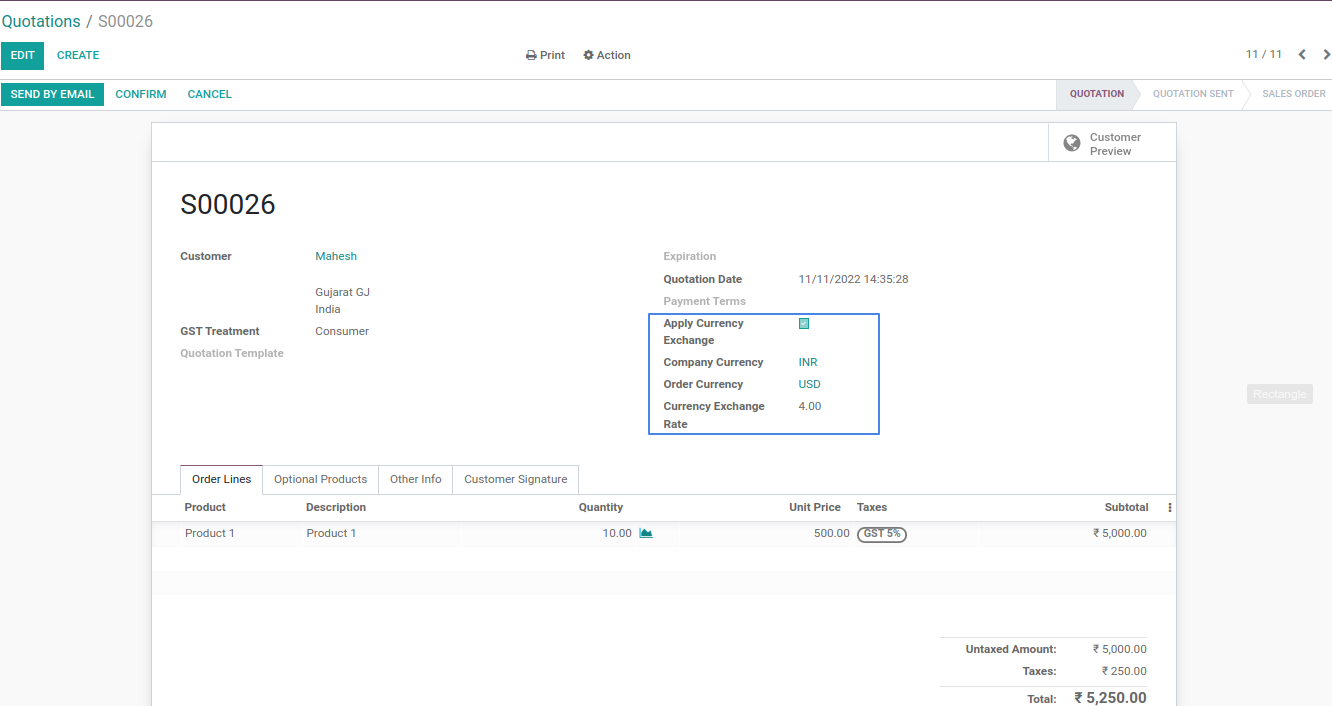 Quotations / S00026
EDIT CREATE Print Action 11 / 11
SEND BY EMAIL CONFIRM CANCEL QUOTATION QUOTATION SENT SALES ORDER
Customer
Preview
S00026
Customer Mahesh
Gujarat GJ
India
GST Treatment Consumer
Quotation Template
Expiration
Quotation Date 11/11/2022 14:35:28
Payment Terms
Apply Currency
Exchange
Company Currency INR
Order Currency USD
Currency Exchange 4.00
Rate
Rectangle
Order Lines Optional Products Other Info Customer Signature
Product Description Quantity Unit Price Taxes Subtotal
Product 1 Product 1 10.00 500.00 GST 5% ₹ 5,000.00
Untaxed Amount: ₹ 5,000.00
Taxes: ₹ 250.00
Total: ₹ 5,250.00